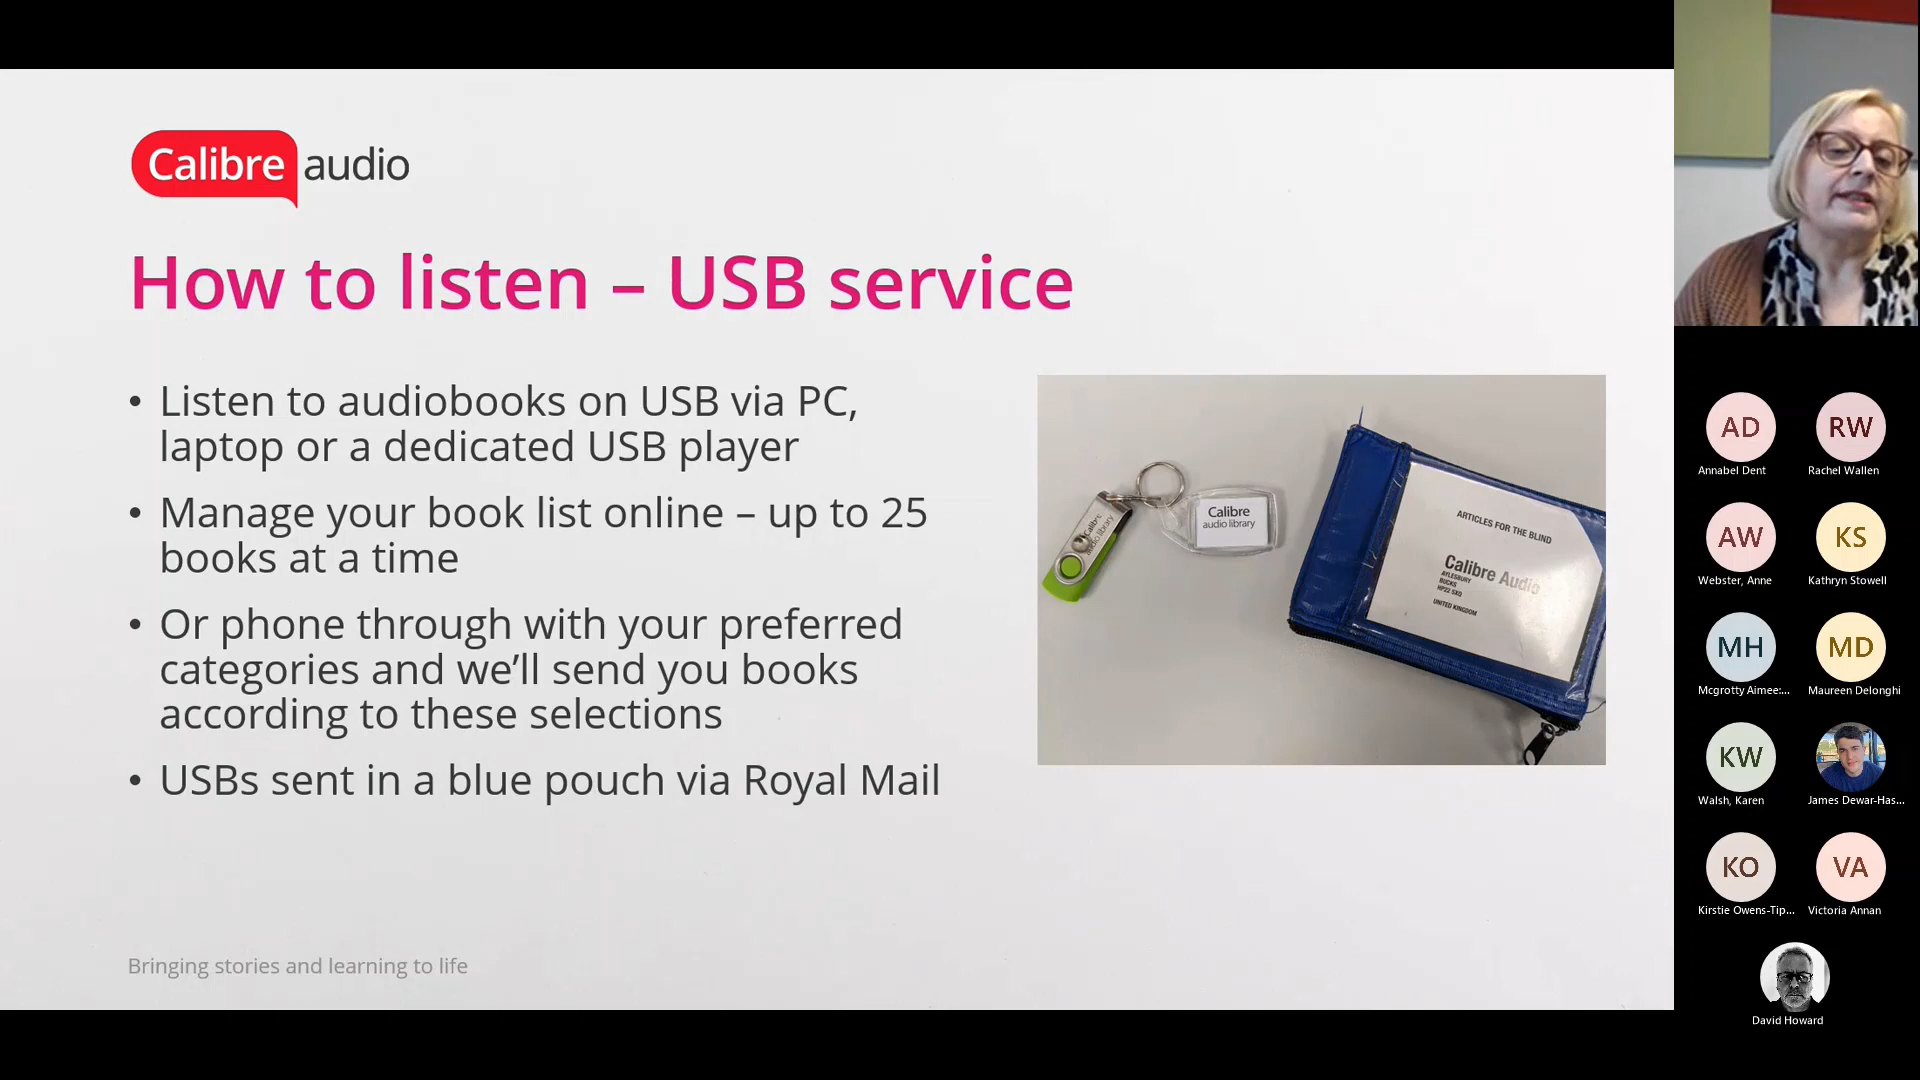 Calibre audio
How to listen – USB service
• Listen to audiobooks on USB via PC,
laptop or a dedicated USB player
• Manage your book list online – up to 25
books at a time
• Or phone through with your preferred
categories and we’ll send you books
according to these selections
• USBs sent in a blue pouch via Royal Mail
Calibre
audio library
Calibre
audio library
ARTICLES FOR THE BLIND
Calibre Audio
AYLESBURY
BUCKS
HP22 5XQ
UNITED KINGDOM
Bringing stories and learning to life
AD
Annabel Dent
RW
Rachel Wallen
AW
Webster, Anne
KS
Kathryn Stowell
MH
Mcgrotty Aimee:...
MD
Maureen Delonghi
KW
Walsh, Karen
James Dewar-Has...
KO
Kirstie Owens-Tip...
VA
Victoria Annan
David Howard